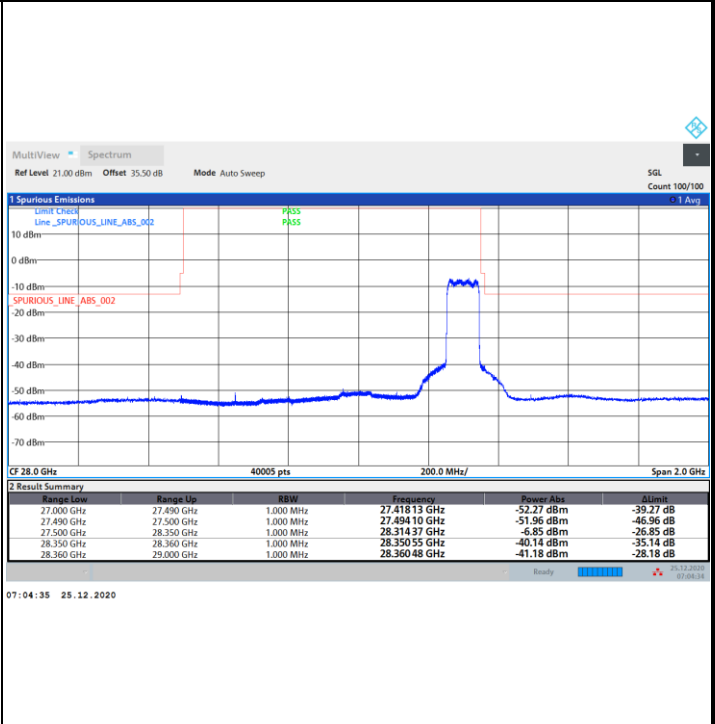 MultiView Spectrum
Ref Level 21.00 dBm Offset 35.50 dB Mode Auto Sweep SGL
Count 100/100
1 Spurious Emissions 1 Avg
Limit Check PASS
Line _SPURIOUS_LINE_ABS_002 PASS
10 dBm
0 dBm
-10 dBm
_SPURIOUS_LINE_ABS_002
-20 dBm
-30 dBm
-40 dBm
-50 dBm
-60 dBm
-70 dBm
CF 28.0 GHz 40005 pts 200.0 MHz/ Span 2.0 GHz
2 Result Summary
Range Low Range Up RBW Frequency Power Abs ΔLimit
27.000 GHz 27.490 GHz 1.000 MHz 27.41813 GHz -52.27 dBm -39.27 dB
27.490 GHz 27.500 GHz 1.000 MHz 27.49410 GHz -51.96 dBm -46.96 dB
27.500 GHz 28.350 GHz 1.000 MHz 28.31437 GHz -6.85 dBm -26.85 dB
28.350 GHz 28.360 GHz 1.000 MHz 28.35055 GHz -40.14 dBm -35.14 dB
28.360 GHz 29.000 GHz 1.000 MHz 28.36048 GHz -41.18 dBm -28.18 dB
Ready 25.12.2020
07:04:34
07:04:35 25.12.2020